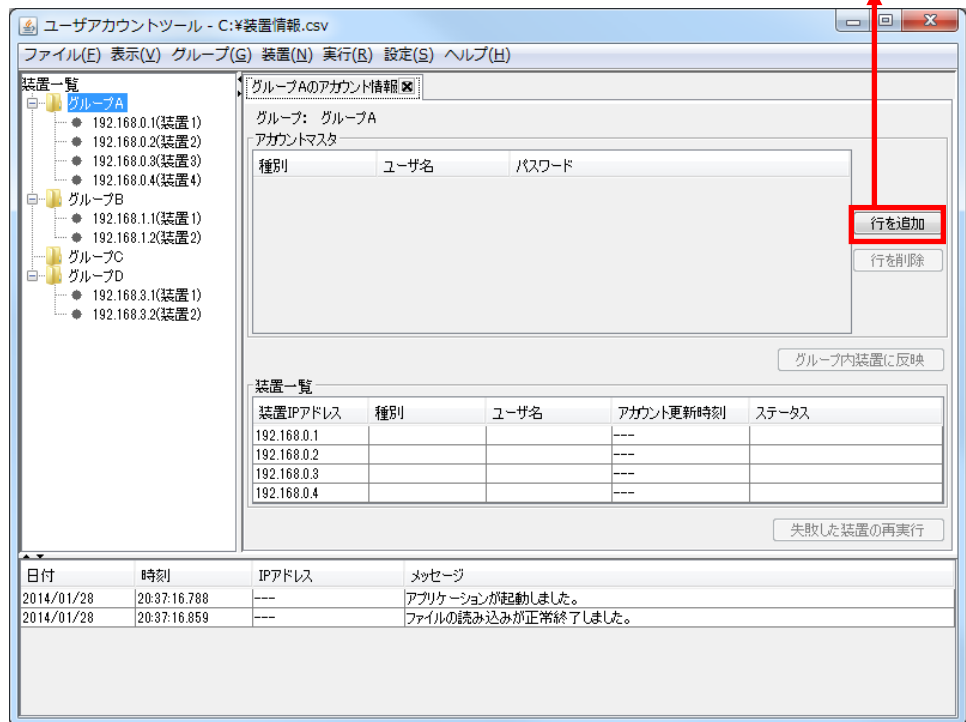 ユーザアカウントツール - C:¥装置情報.csv
ファイル(F) 表示(V) グループ(G) 装置(N) 実行(R) 設定(S) ヘルプ(H)
装置一覧
グループA
192.168.0.1(装置1)
192.168.0.2(装置2)
192.168.0.3(装置3)
192.168.0.4(装置4)
グループB
192.168.1.1(装置1)
192.168.1.2(装置2)
グループC
グループD
192.168.3.1(装置1)
192.168.3.2(装置2)
グループAのアカウント情報
グループ: グループA
アカウントマスタ
種別 ユーザ名 パスワード
行を追加
行を削除
グループ内装置に反映
装置一覧
装置IPアドレス 種別 ユーザ名 アカウント更新時刻 ステータス
192.168.0.1 ---
192.168.0.2 ---
192.168.0.3 ---
192.168.0.4 ---
失敗した装置の再実行
日付 時刻 IPアドレス メッセージ
2014/01/28 20:37:16.788 --- アプリケーションが起動しました。
2014/01/28 20:37:16.859 --- ファイルの読み込みが正常終了しました。